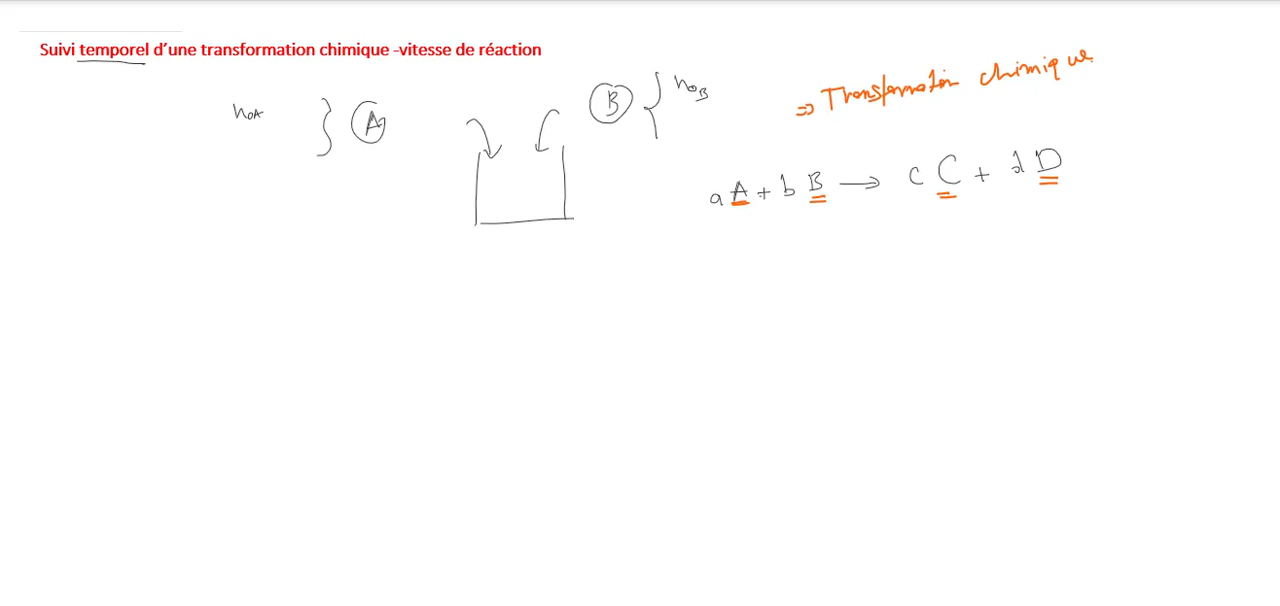 Suivi temporel d'une transformation chimique -vitesse de réaction
n₀A } A
B } n₀B
⇒ Transformation chimique
a A + b B → c C + d D